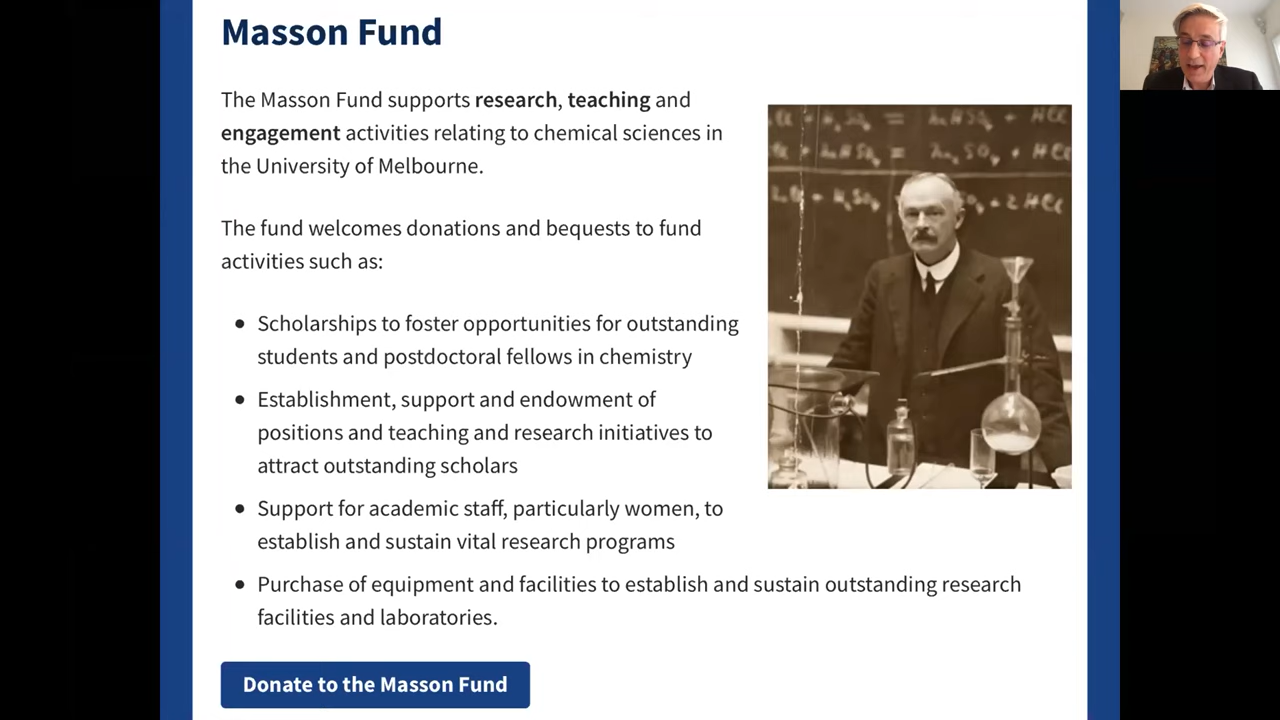 Masson Fund
The Masson Fund supports research, teaching and
engagement activities relating to chemical sciences in
the University of Melbourne.
The fund welcomes donations and bequests to fund
activities such as:
Scholarships to foster opportunities for outstanding
students and postdoctoral fellows in chemistry
Establishment, support and endowment of
positions and teaching and research initiatives to
attract outstanding scholars
Support for academic staff, particularly women, to
establish and sustain vital research programs
Purchase of equipment and facilities to establish and sustain outstanding research
facilities and laboratories.
Donate to the Masson Fund